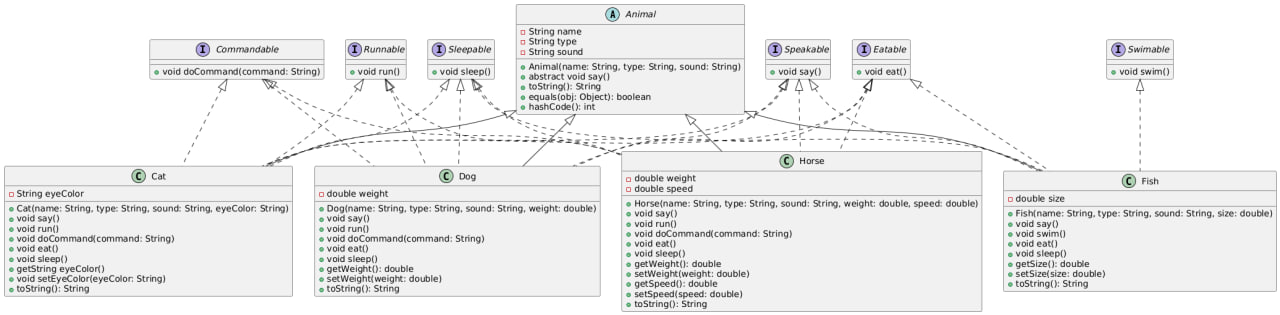 A Animal
String name
String type
String sound
Animal(name: String, type: String, sound: String)
abstract void say()
toString(): String
equals(obj: Object): boolean
hashCode(): int
I Commandable
void doCommand(command: String)
I Runnable
void run()
I Sleepable
void sleep()
I Speakable
void say()
I Eatable
void eat()
I Swimable
void swim()
C Cat
String eyeColor
Cat(name: String, type: String, sound: String, eyeColor: String)
void say()
void run()
void doCommand(command: String)
void eat()
void sleep()
getString eyeColor()
void setEyeColor(eyeColor: String)
toString(): String
C Dog
double weight
Dog(name: String, type: String, sound: String, weight: double)
void say()
void run()
void doCommand(command: String)
void eat()
void sleep()
getWeight(): double
setWeight(weight: double)
toString(): String
C Horse
double weight
double speed
Horse(name: String, type: String, sound: String, weight: double, speed: double)
void say()
void run()
void doCommand(command: String)
void eat()
void sleep()
getWeight(): double
setWeight(weight: double)
getSpeed(): double
setSpeed(speed: double)
toString(): String
C Fish
double size
Fish(name: String, type: String, sound: String, size: double)
void say()
void swim()
void eat()
void sleep()
getSize(): double
setSize(size: double)
toString(): String